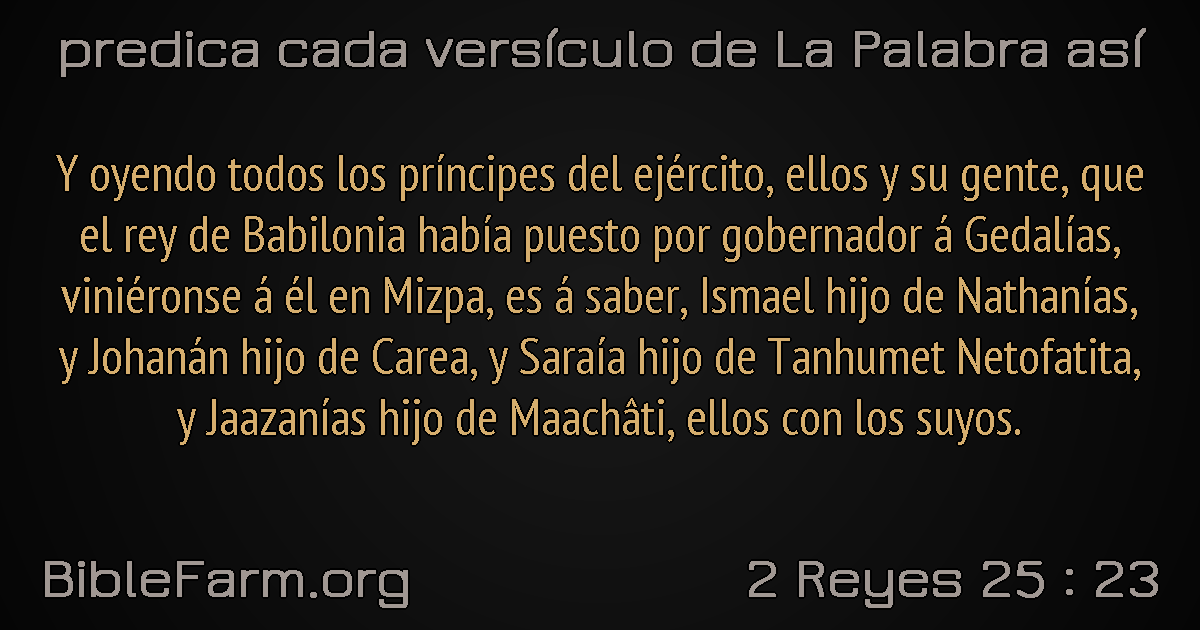 predica cada versículo de La Palabra así
Y oyendo todos los príncipes del ejército, ellos y su gente, que
el rey de Babilonia había puesto por gobernador á Gedalías,
viniéronse á él en Mizpa, es á saber, Ismael hijo de Nathanías,
y Johanán hijo de Carea, y Saraía hijo de Tanhumet Netofatita,
y Jaazanías hijo de Maachâti, ellos con los suyos.
BibleFarm.org
2 Reyes 25 : 23